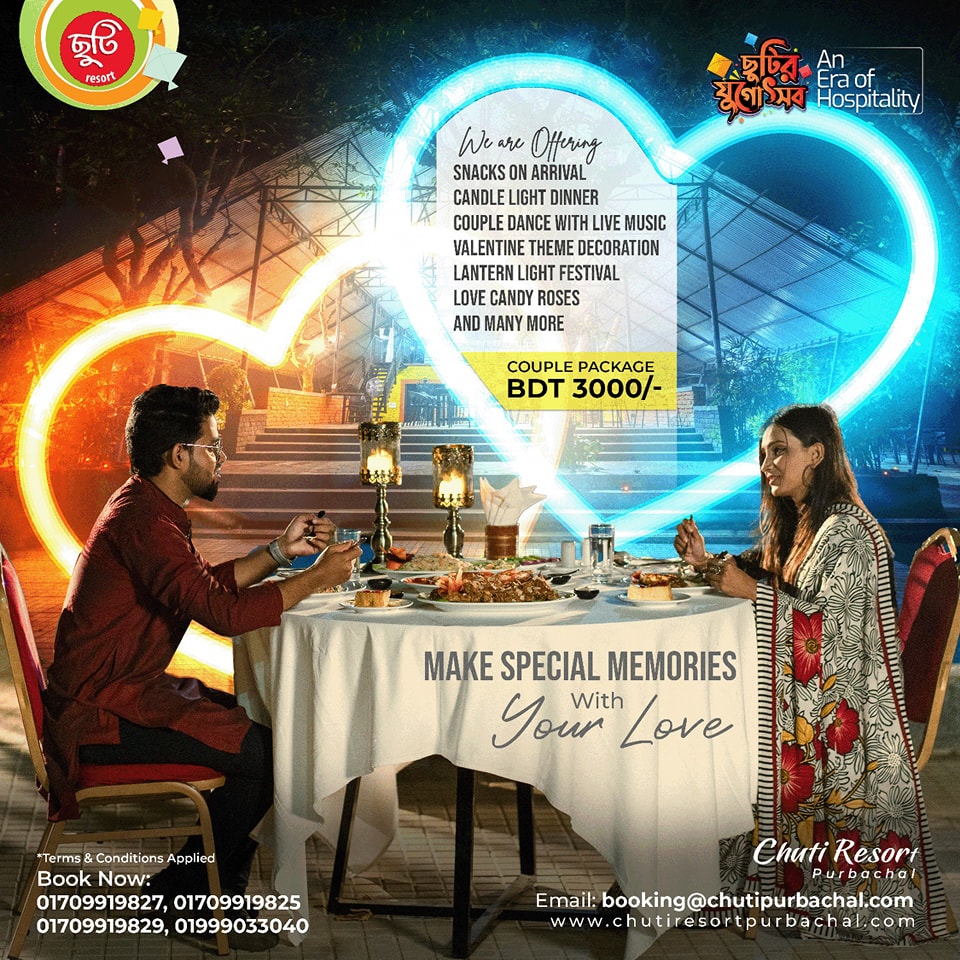 ছুটি
resort
ছুটির
যুগোৎসব
An
Era of
Hospitality
We are Offering
SNACKS ON ARRIVAL
CANDLE LIGHT DINNER
COUPLE DANCE WITH LIVE MUSIC
VALENTINE THEME DECORATION
LANTERN LIGHT FESTIVAL
LOVE CANDY ROSES
AND MANY MORE
COUPLE PACKAGE
BDT 3000/-
MAKE SPECIAL MEMORIES
With
Your Love
*Terms & Conditions Applied
Book Now:
01709919827, 01709919825
01709919829, 01999033040
Chuti Resort
Purbachal
Email: booking@chutipurbachal.com
www.chutiresortpurbachal.com